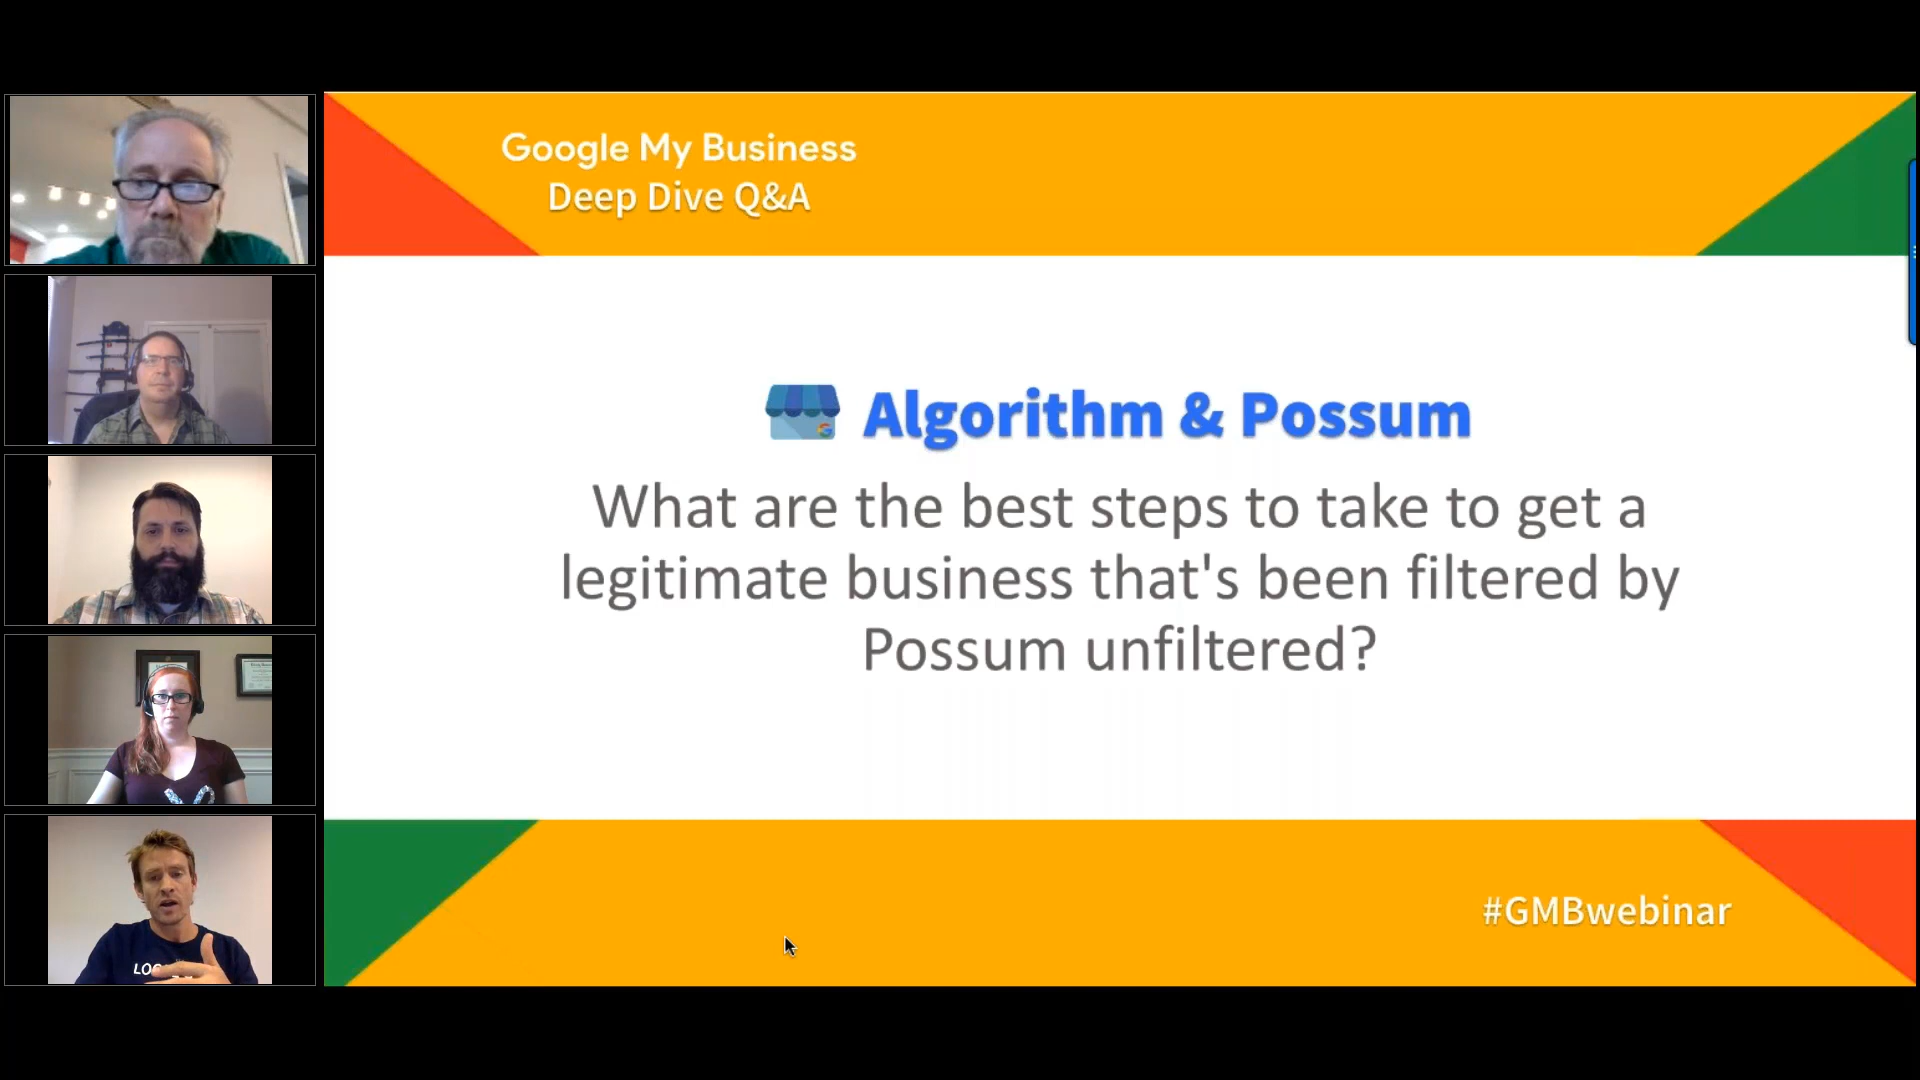 Google My Business
Deep Dive Q&A
Algorithm & Possum
What are the best steps to take to get a
legitimate business that's been filtered by
Possum unfiltered?
#GMBwebinar